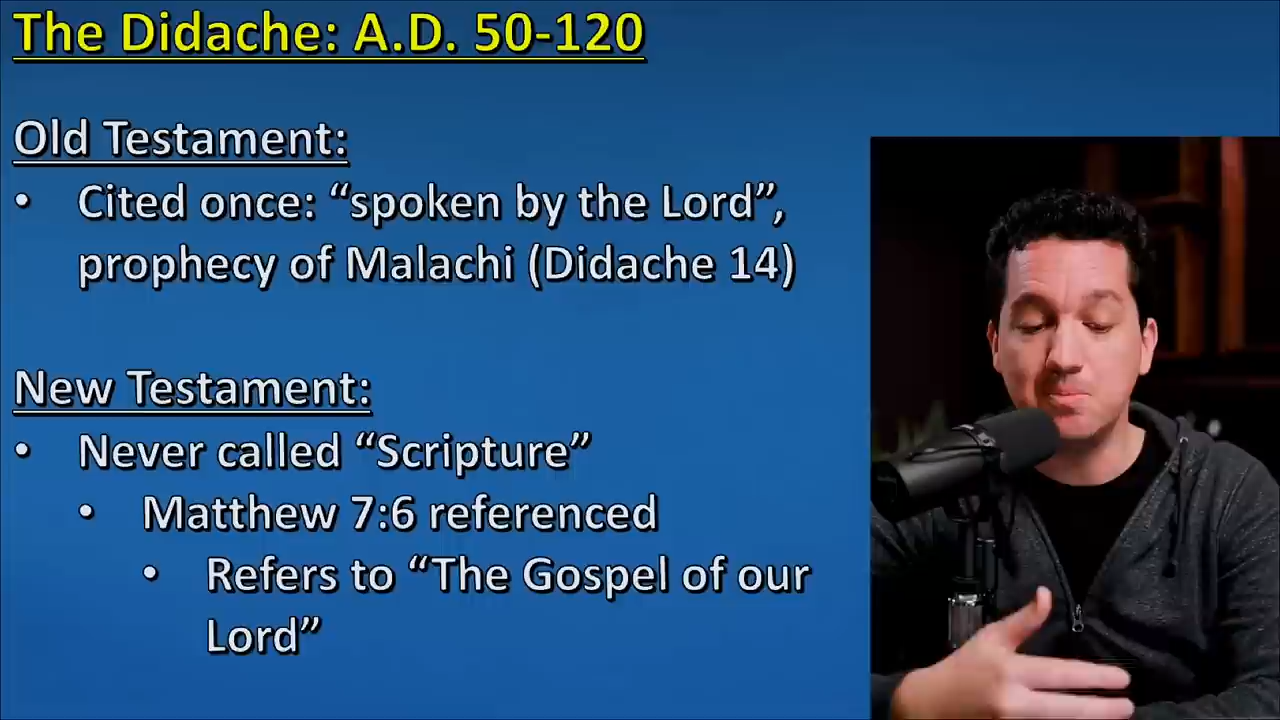 The Didache: A.D. 50-120
Old Testament:
• Cited once: “spoken by the Lord”,
prophecy of Malachi (Didache 14)
New Testament:
• Never called “Scripture”
• Matthew 7:6 referenced
• Refers to “The Gospel of our
Lord”